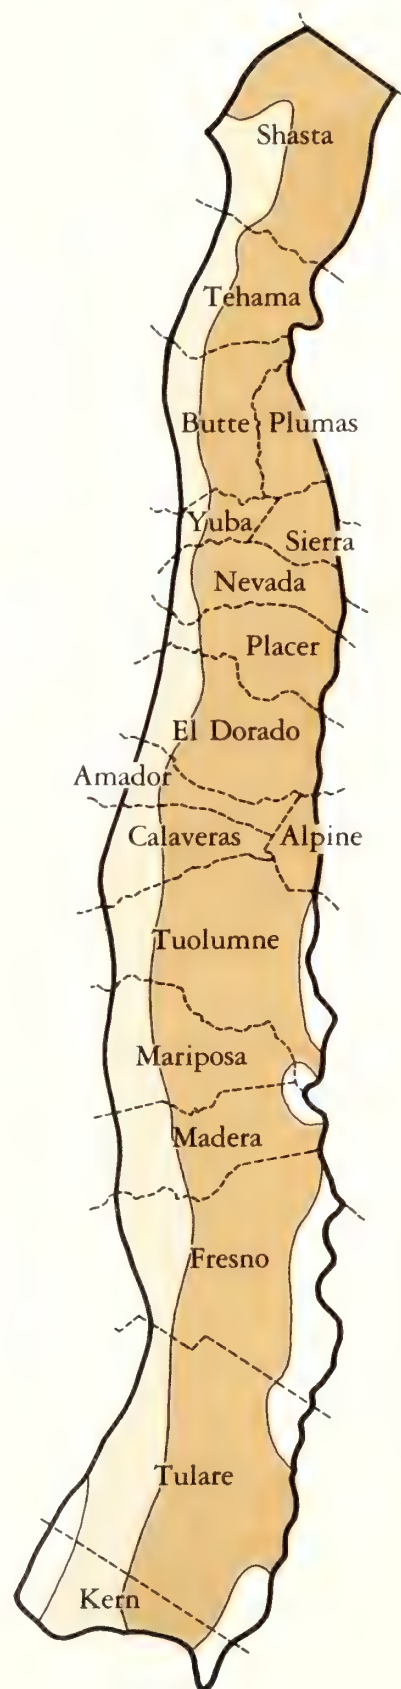 Shasta
Tehama
Butte
Plumas
Yuba
Sierra
Nevada
Placer
El Dorado
Amador
Calaveras
Alpine
Tuolumne
Mariposa
Madera
Fresno
Tulare
Kern